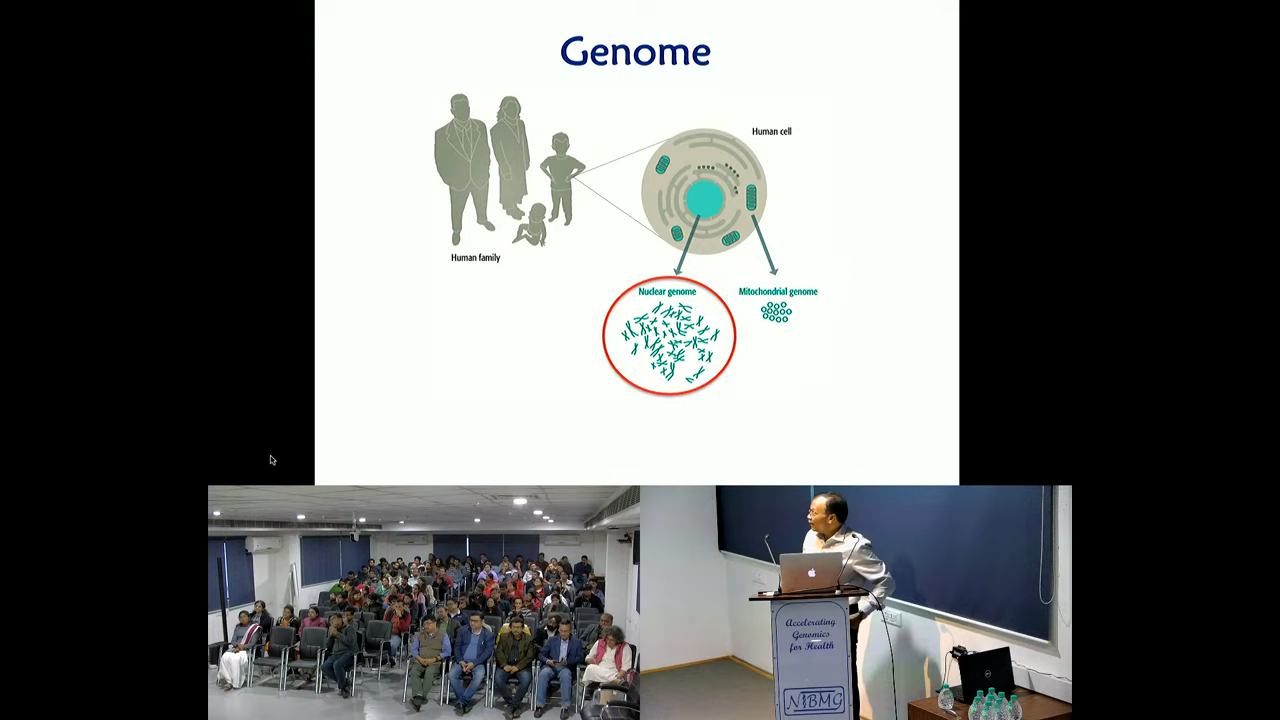 Genome
Human cell
Human family
Nuclear genome
Mitochondrial genome
Accelerating
Genomics
for Health
NIBMG